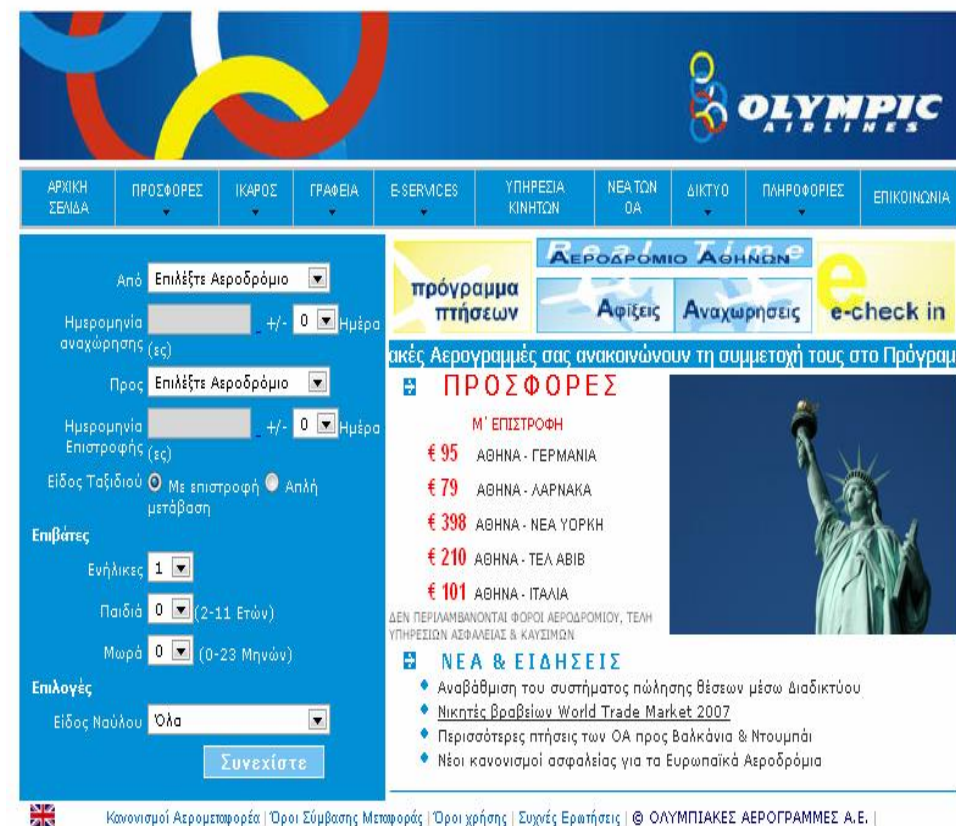 OLYMPIC
AIRLINES
ΑΡΧΙΚΗ ΣΕΛΙΔΑ
ΠΡΟΣΦΟΡΕΣ
ΙΚΑΡΟΣ
ΓΡΑΦΕΙΑ
E-SERVICES
ΥΠΗΡΕΣΙΑ ΚΙΝΗΤΩΝ
ΝΕΑ ΤΩΝ ΟΑ
ΔΙΚΤΥΟ
ΠΛΗΡΟΦΟΡΙΕΣ
ΕΠΙΚΟΙΝΩΝΙΑ
Από Επιλέξτε Αεροδρόμιο
Ημερομηνία αναχώρησης +/- 0 Ημέρα
(ες)
Προς Επιλέξτε Αεροδρόμιο
Ημερομηνία Επιστροφής +/- 0 Ημέρα
(ες)
Είδος Ταξιδιού Με επιστροφή Απλή
μετάβαση
Επιβάτες
Ενήλικες 1
Παιδιά 0 (2-11 Ετών)
Μωρά 0 (0-23 Μηνών)
Επιλογές
Είδος Ναύλου Όλα
Συνεχίστε
πρόγραμμα
πτήσεων
Real Time
ΑΕΡΟΔΡΟΜΙΟ ΑΘΗΝΩΝ
Αφίξεις
Αναχωρησεις
e
e-check in
ακές Αερογραμμές σας ανακοινώνουν τη συμμετοχή τους στο Πρόγραμ
ΠΡΟΣΦΟΡΕΣ
Μ' ΕΠΙΣΤΡΟΦΗ
€ 95 ΑΘΗΝΑ - ΓΕΡΜΑΝΙΑ
€ 79 ΑΘΗΝΑ - ΛΑΡΝΑΚΑ
€ 398 ΑΘΗΝΑ - ΝΕΑ ΥΟΡΚΗ
€ 210 ΑΘΗΝΑ - ΤΕΛ ΑΒΙΒ
€ 101 ΑΘΗΝΑ - ΙΤΑΛΙΑ
ΔΕΝ ΠΕΡΙΛΑΜΒΑΝΟΝΤΑΙ ΦΟΡΟΙ ΑΕΡΟΔΡΟΜΙΟΥ, ΤΕΛΗ
ΥΠΗΡΕΣΙΩΝ ΑΣΦΑΛΕΙΑΣ & ΚΑΥΣΙΜΩΝ
ΝΕΑ & ΕΙΔΗΣΕΙΣ
Αναβάθμιση του συστήματος πώλησης θέσεων μέσω Διαδικτύου
Νικητές βραβείων World Trade Market 2007
Περισσότερες πτήσεις των ΟΑ προς Βαλκάνια & Ντουμπάι
Νέοι κανονισμοί ασφαλείας για τα Ευρωπαϊκά Αεροδρόμια
Κανονισμοί Αερομεταφορέα | Όροι Σύμβασης Μεταφοράς | Όροι χρήσης | Συχνές Ερωτήσεις | © ΟΛΥΜΠΙΑΚΕΣ ΑΕΡΟΓΡΑΜΜΕΣ Α.Ε. |